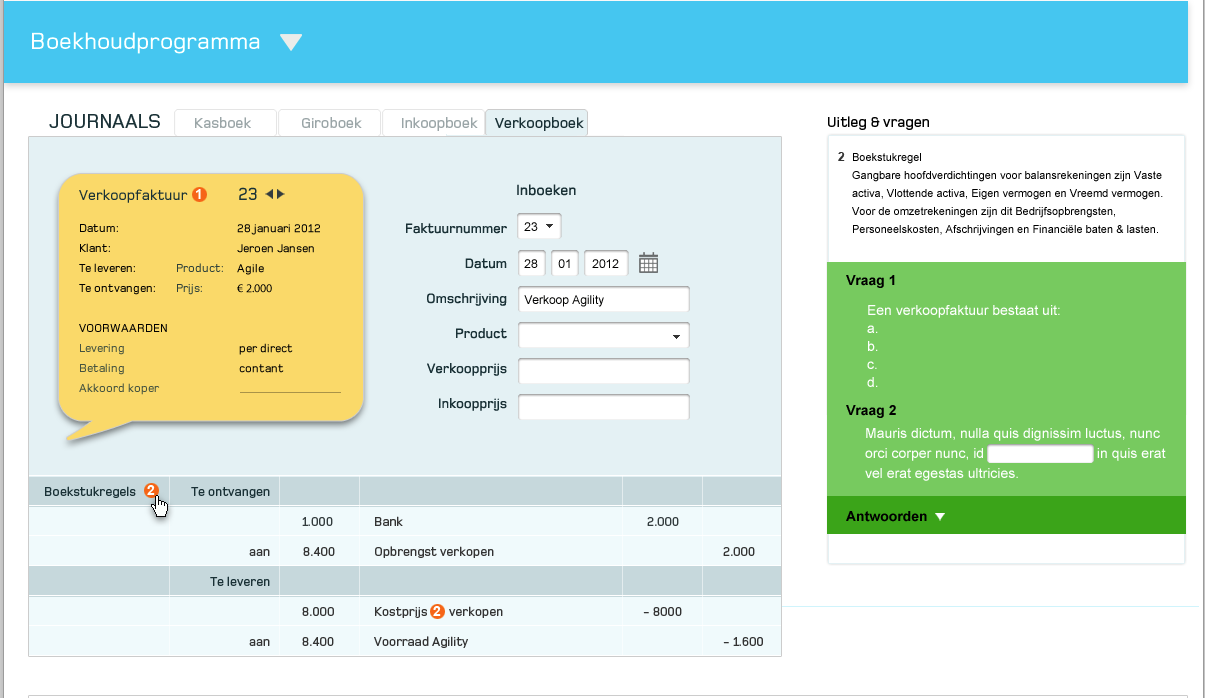 Boekhoudprogramma
JOURNAALS Kasboek Giroboek Inkoopboek Verkoopboek
Verkoopfaktuur 1 23
Datum: 28 januari 2012
Klant: Jeroen Jansen
Te leveren: Product: Agile
Te ontvangen: Prijs: € 2.000
VOORWAARDEN
Levering per direct
Betaling contant
Akkoord koper
Inboeken
Faktuurnummer 23
Datum 28 01 2012
Omschrijving Verkoop Agility
Product
Verkoopprijs
Inkoopprijs
Boekstukregels 2 Te ontvangen
1.000 Bank 2.000
aan 8.400 Opbrengst verkopen 2.000
Te leveren
8.000 Kostprijs 2 verkopen - 8000
aan 8.400 Voorraad Agility - 1.600
Uitleg & vragen
2 Boekstukregel
Gangbare hoofdverdichtingen voor balansrekeningen zijn Vaste
activa, Vlottende activa, Eigen vermogen en Vreemd vermogen.
Voor de omzetrekeningen zijn dit Bedrijfsopbrengsten,
Personeelskosten, Afschrijvingen en Financiële baten & lasten.
Vraag 1
Een verkoopfaktuur bestaat uit:
a.
b.
c.
d.
Vraag 2
Mauris dictum, nulla quis dignissim luctus, nunc
orci corper nunc, id in quis erat
vel erat egestas ultricies.
Antwoorden